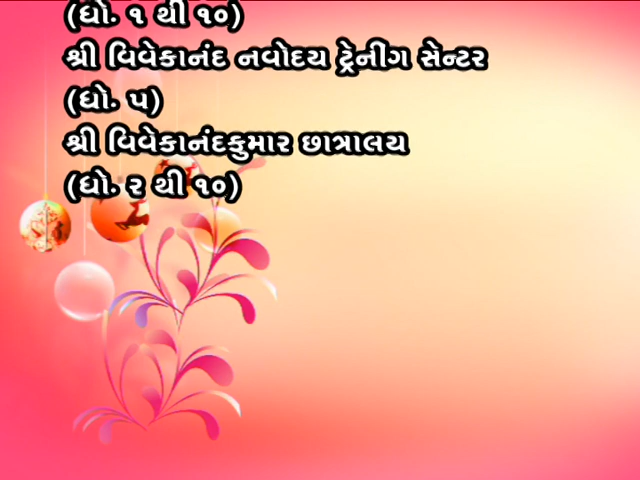 (ધો. ૧ થી ૧૦)
શ્રી વિવેકાનંદ નવોદય ટ્રેનીગ સેન્ટર
(ધો. ૫)
શ્રી વિવેકાનંદકુમાર છાત્રાલય
(ધો. ૨ થી ૧૦)